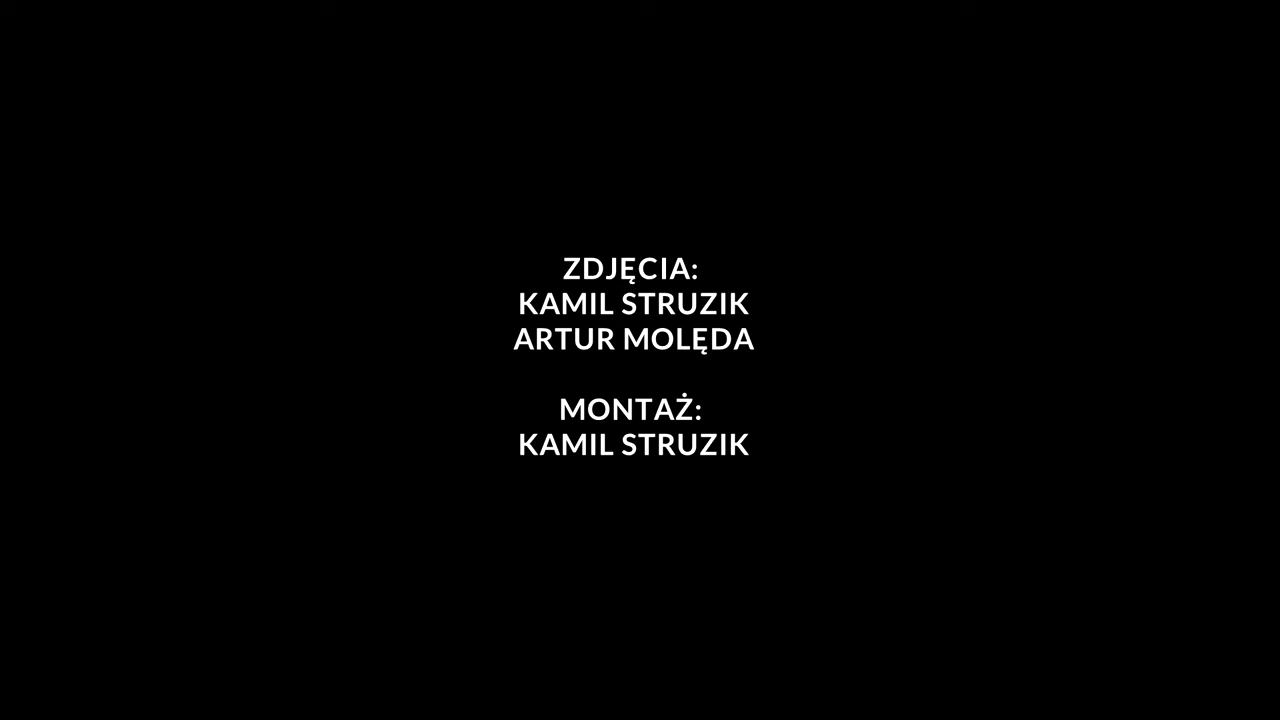 ZDJĘCIA:
KAMIL STRUZIK
ARTUR MOLĘDA
MONTAŻ:
KAMIL STRUZIK